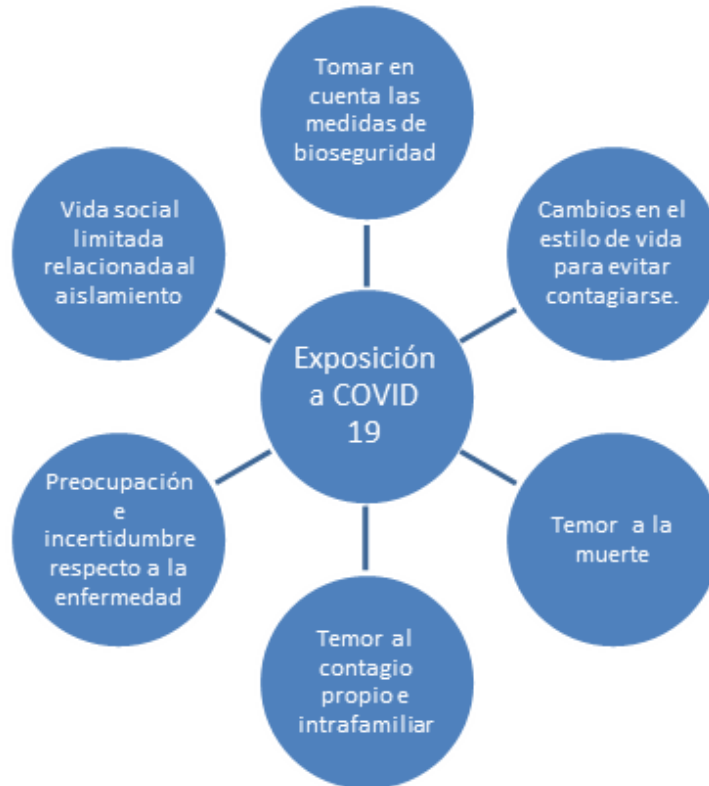 Tomar en
cuenta las
medidas de
bioseguridad
Cambios en el
estilo de vida
para evitar
contagiarse.
Temor a la
muerte
Temor al
contagio
propio e
intrafamiliar
Preocupación
e
incertidumbre
respecto a la
enfermedad
Vida social
limitada
relacionada al
aislamiento
Exposición
a COVID
19